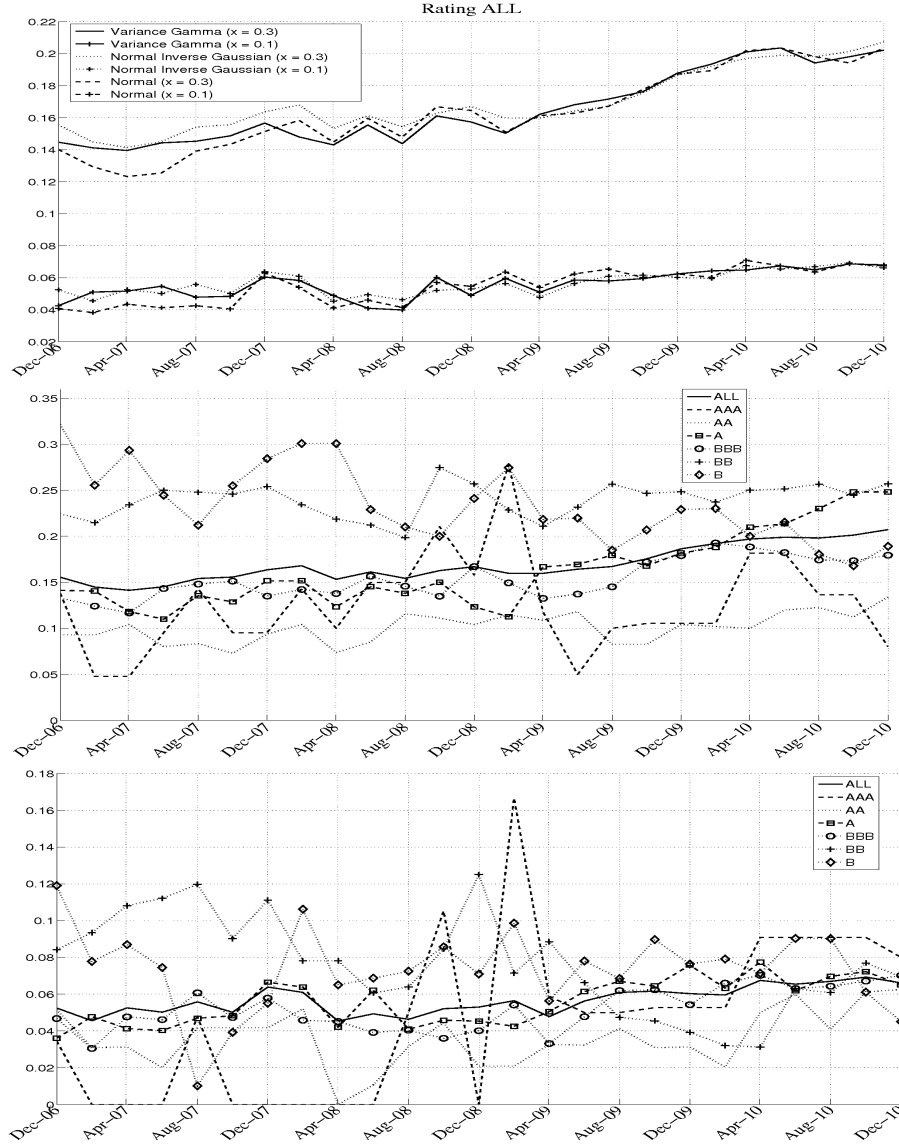 Rating ALL
0.22
0.2
0.18
0.16
0.14
0.12
0.1
0.08
0.06
0.04
0.02
Variance Gamma (x = 0.3)
Variance Gamma (x = 0.1)
Normal Inverse Gaussian (x = 0.3)
Normal Inverse Gaussian (x = 0.1)
Normal (x = 0.3)
Normal (x = 0.1)
Dec-06 Apr-07 Aug-07 Dec-07 Apr-08 Aug-08 Dec-08 Apr-09 Aug-09 Dec-09 Apr-10 Aug-10 Dec-10
0.35
0.3
0.25
0.2
0.15
0.1
0.05
0
ALL
AAA
AA
A
BBB
BB
B
Dec-06 Apr-07 Aug-07 Dec-07 Apr-08 Aug-08 Dec-08 Apr-09 Aug-09 Dec-09 Apr-10 Aug-10 Dec-10
0.18
0.16
0.14
0.12
0.1
0.08
0.06
0.04
0.02
0
ALL
AAA
AA
A
BBB
BB
B
Dec-06 Apr-07 Aug-07 Dec-07 Apr-08 Aug-08 Dec-08 Apr-09 Aug-09 Dec-09 Apr-10 Aug-10 Dec-10